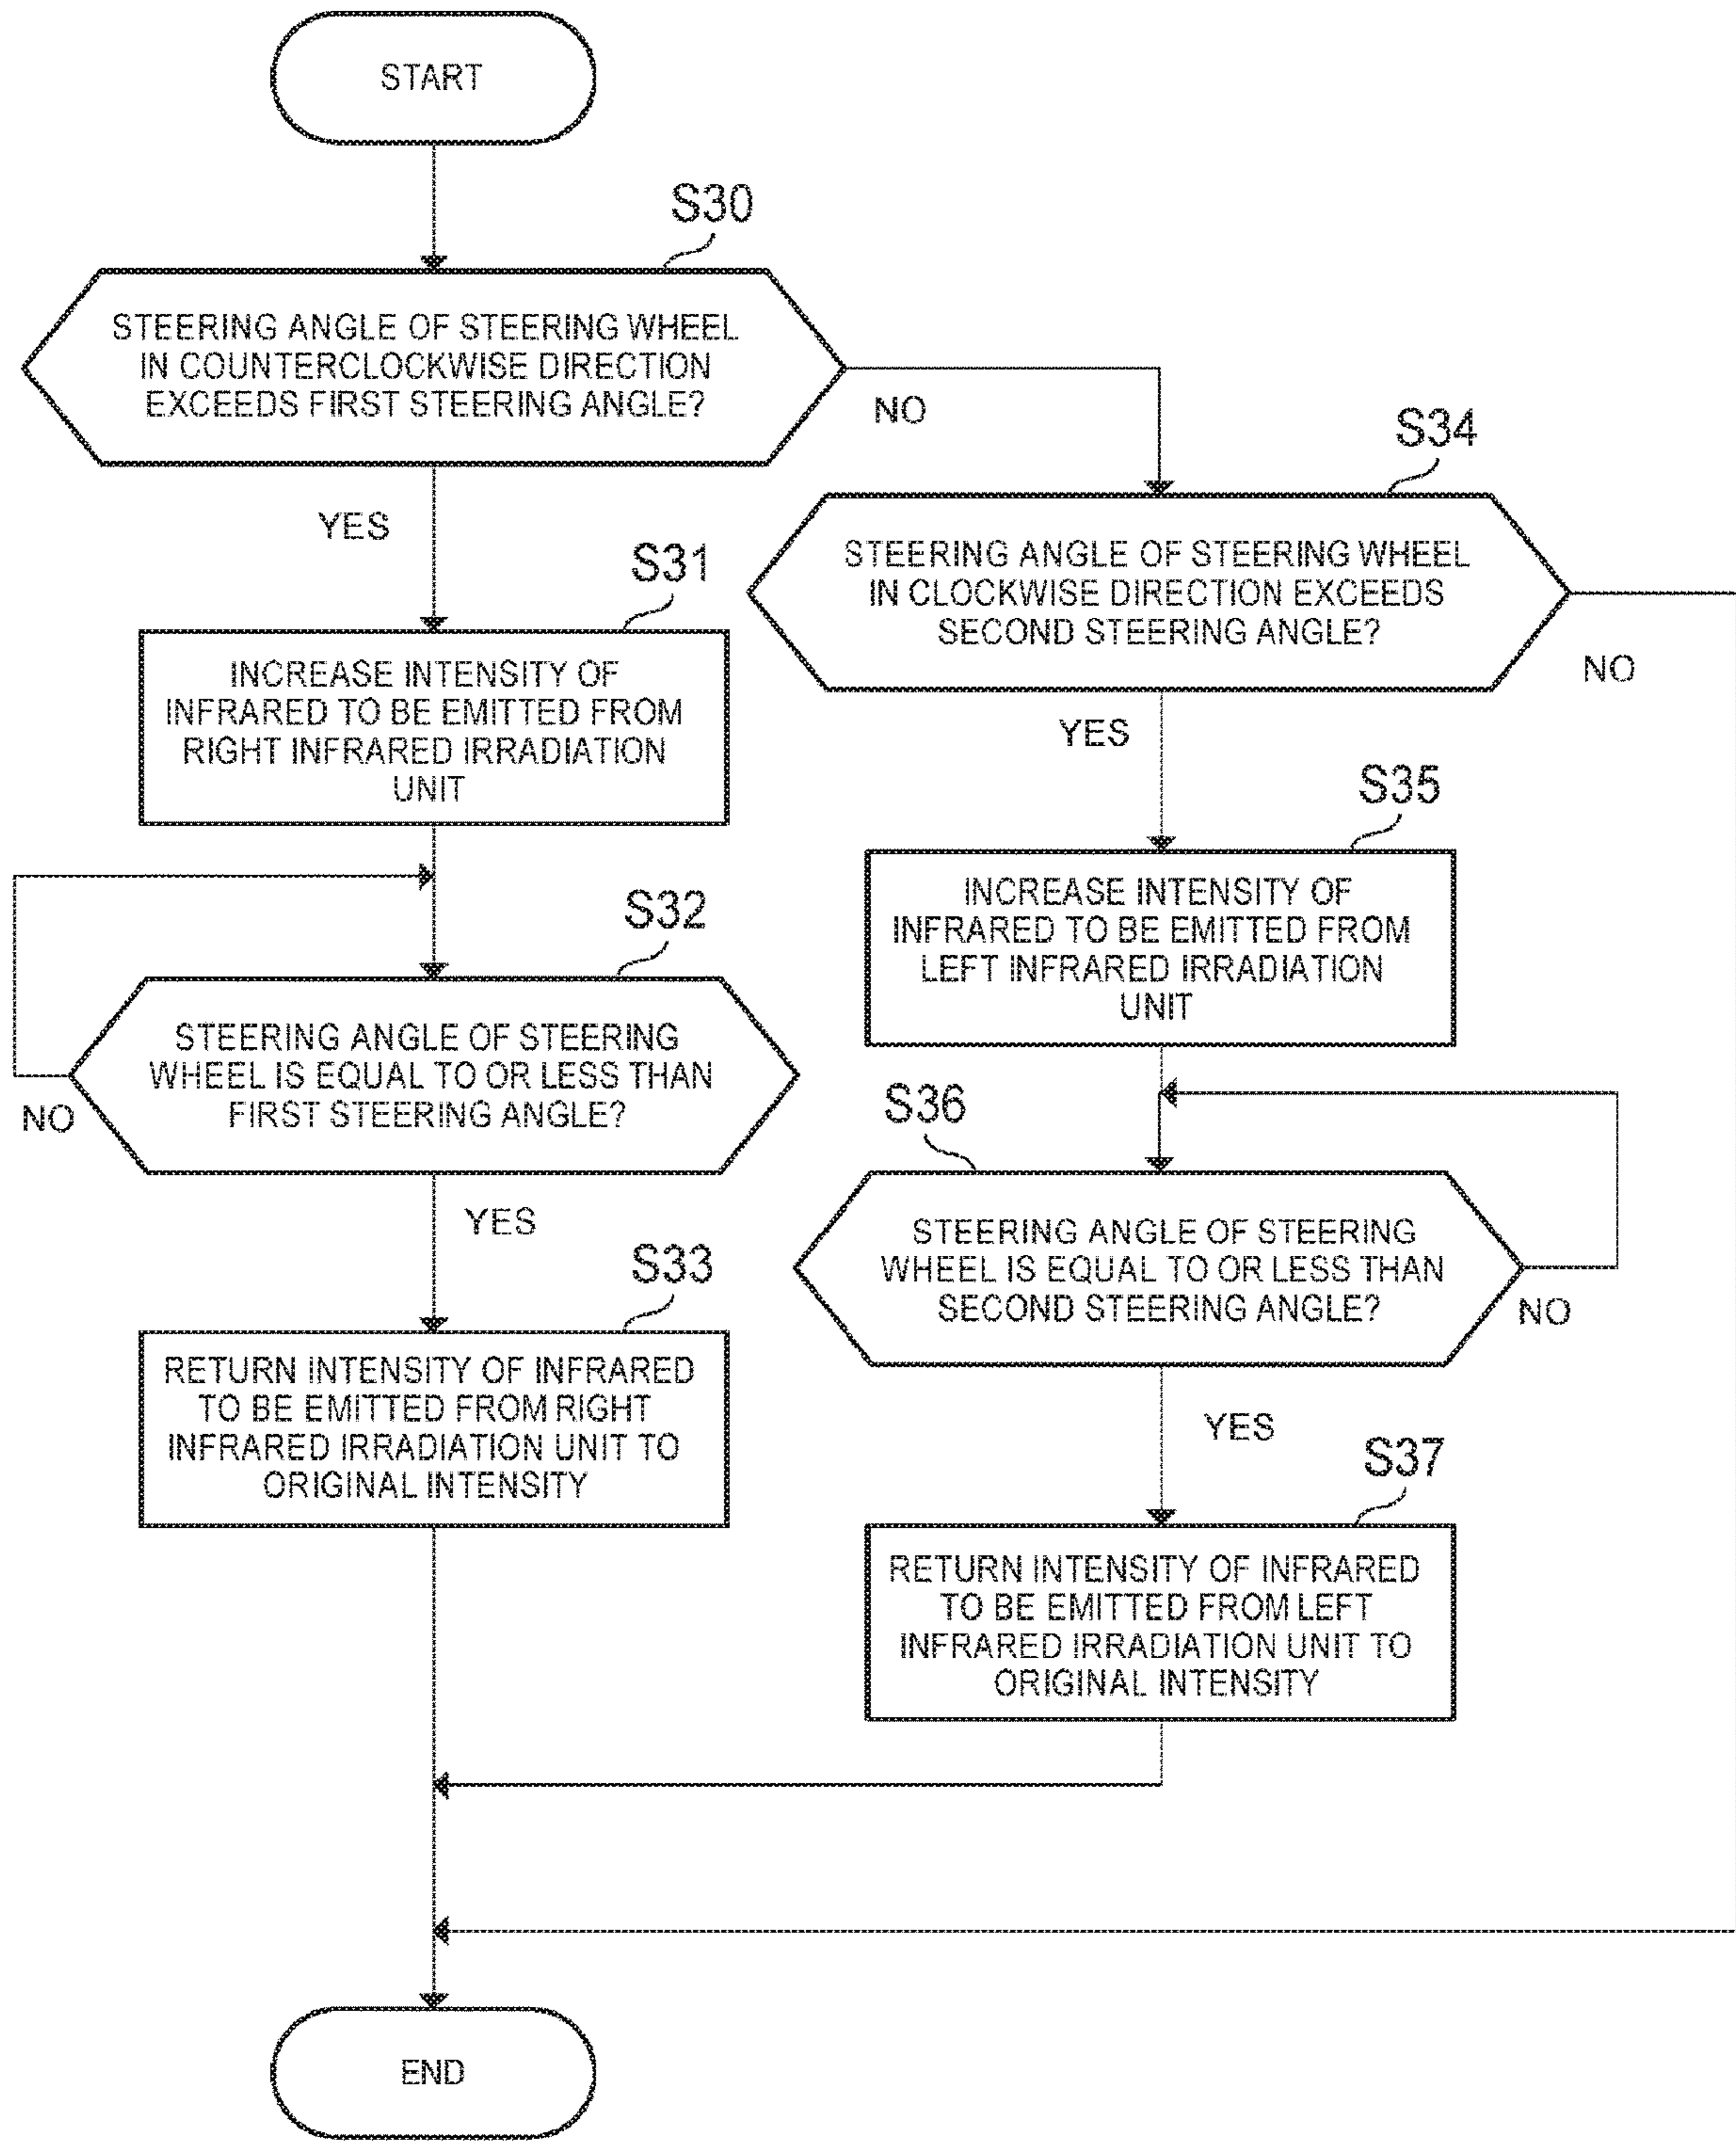 START
S30
STEERING ANGLE OF STEERING WHEEL
IN COUNTERCLOCKWISE DIRECTION
EXCEEDS FIRST STEERING ANGLE?
NO
YES
S34
STEERING ANGLE OF STEERING WHEEL
IN CLOCKWISE DIRECTION EXCEEDS
SECOND STEERING ANGLE?
NO
YES
S31
INCREASE INTENSITY OF
INFRARED TO BE EMITTED FROM
RIGHT INFRARED IRRADIATION
UNIT
S35
INCREASE INTENSITY OF
INFRARED TO BE EMITTED FROM
LEFT INFRARED IRRADIATION
UNIT
S32
STEERING ANGLE OF STEERING
WHEEL IS EQUAL TO OR LESS THAN
FIRST STEERING ANGLE?
NO
YES
S36
STEERING ANGLE OF STEERING
WHEEL IS EQUAL TO OR LESS THAN
SECOND STEERING ANGLE?
NO
YES
S33
RETURN INTENSITY OF INFRARED
TO BE EMITTED FROM RIGHT
INFRARED IRRADIATION UNIT TO
ORIGINAL INTENSITY
S37
RETURN INTENSITY OF INFRARED
TO BE EMITTED FROM LEFT
INFRARED IRRADIATION UNIT TO
ORIGINAL INTENSITY
END